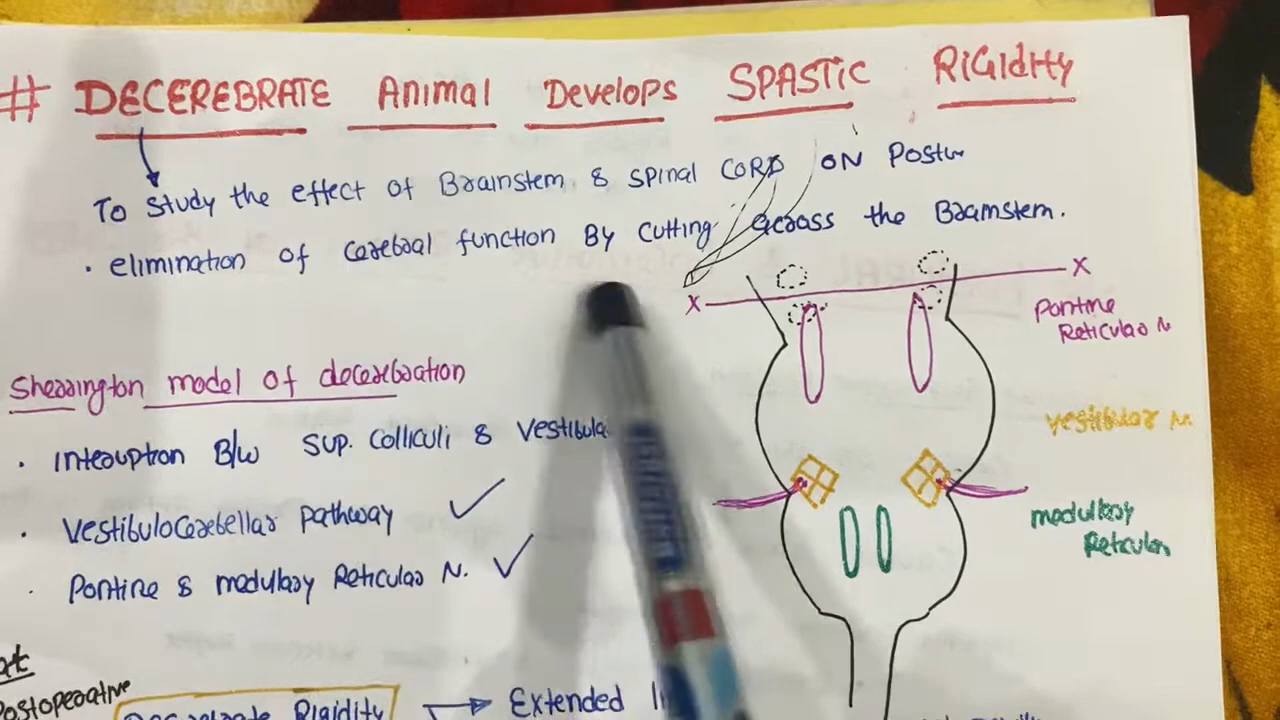 # DECEREBRATE Animal Develops SPASTIC RiGidity
To Study the effect of Brainstem & spinal CORD ON Postu
• elimination of cerebral function By cutting across the Brainstem.
X X
Pontine
Reticular N
Sherrington model of decerebration
• Interuption B/w sup. colliculi & vestibula
vestibular N.
• Vestibulocerebellar pathway ✓
medullary
Reticular
• Pontine & medullary Reticular N. ✓
Postoperative
Rigidity → Extended